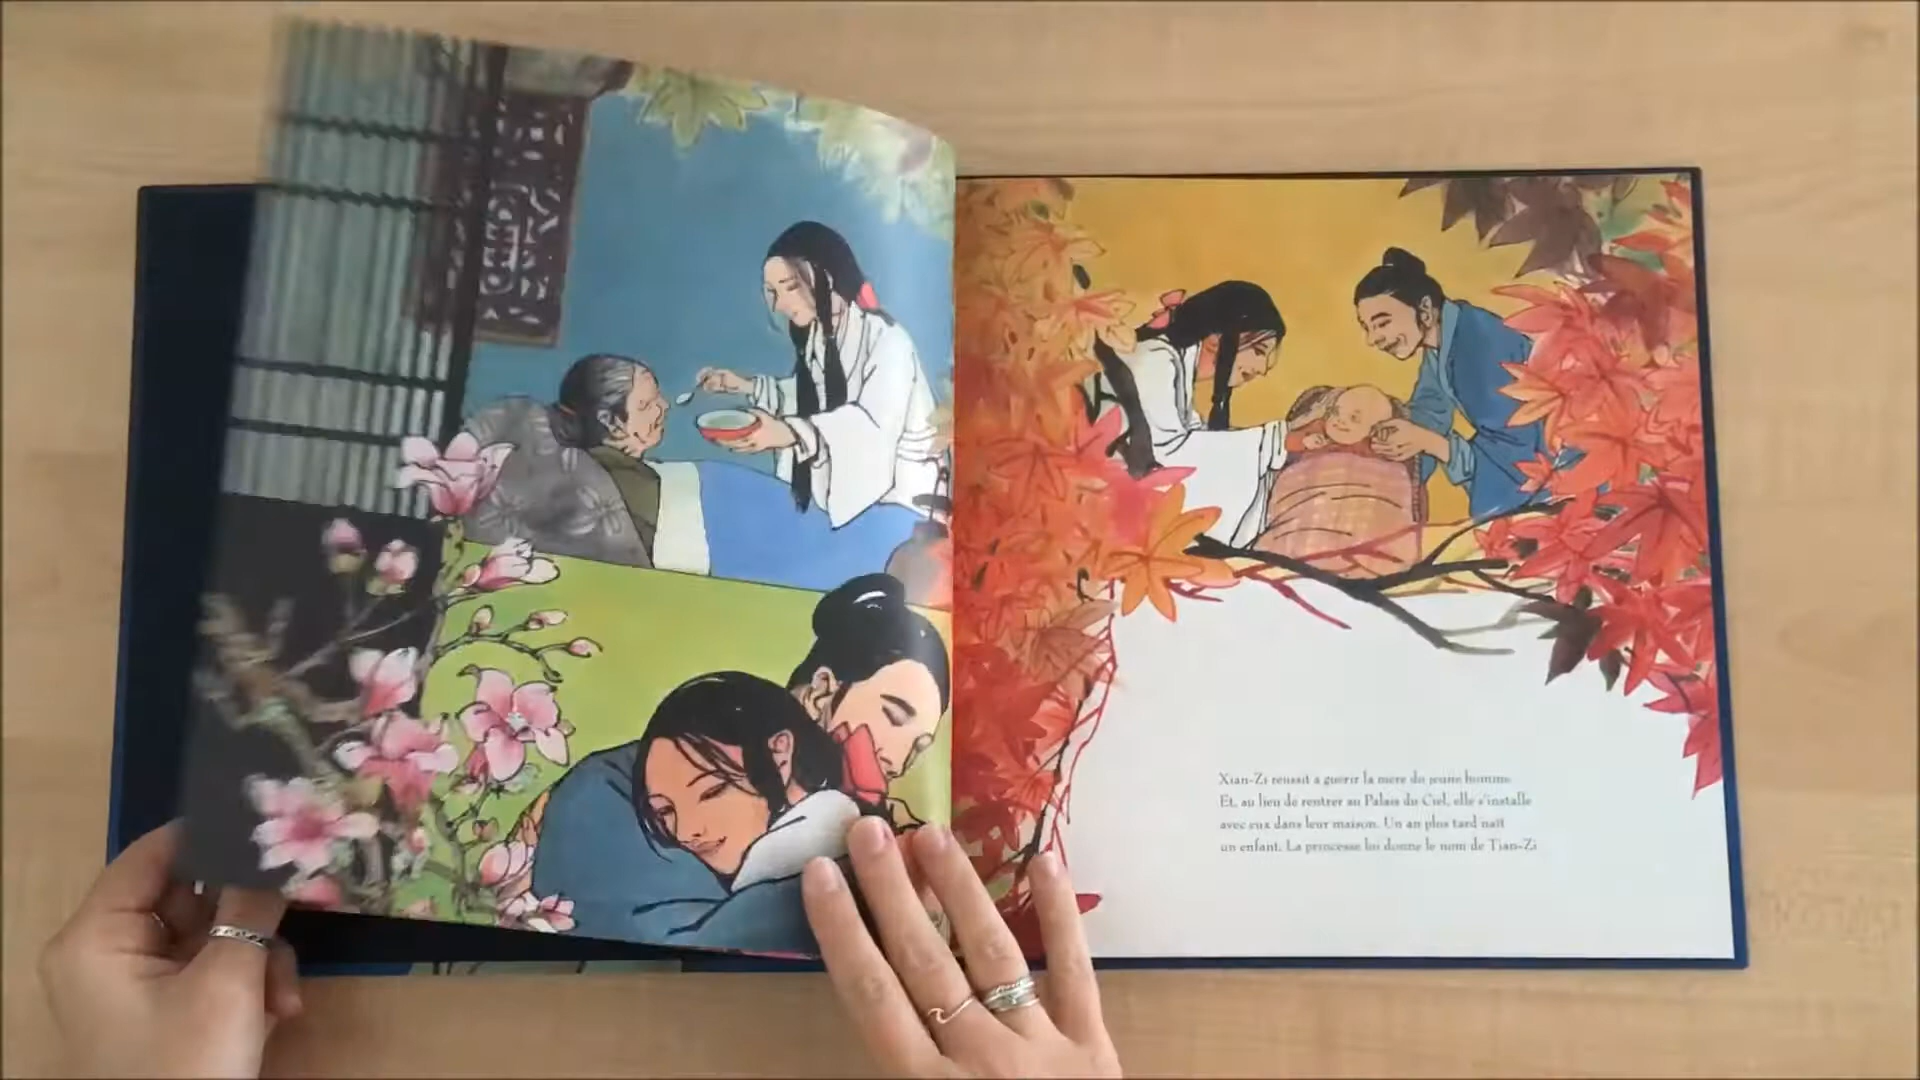 Xian-Zi réussit à guérir la mère du jeune homme.
Et, au lieu de rentrer au Palais du Ciel, elle s'installe
avec eux dans leur maison. Un an plus tard naît
un enfant. La princesse lui donne le nom de Tian-Zi